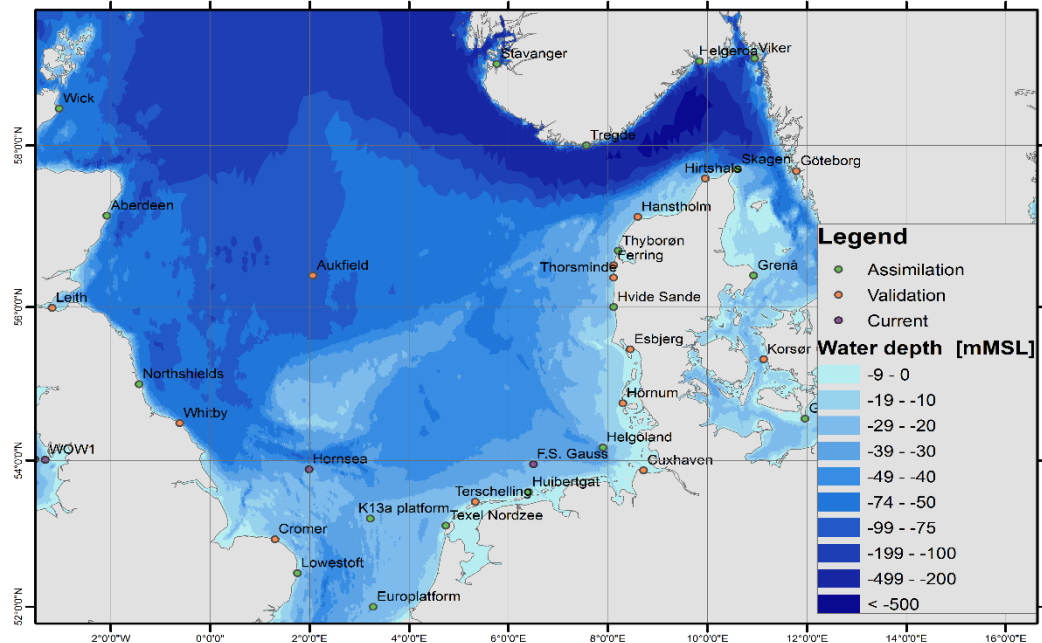 Stavanger
Helgeroa
Viker
Wick
58°0'0"N
Tregde
Skagen
Göteborg
Hirtshals
Aberdeen
Hanstholm
Thyborøn
Ferring
Thorsminde
Aukfield
Grenå
56°0'0"N
Leith
Hvide Sande
Esbjerg
Korsør
Northshields
Hörnum
G
Whitby
Helgoland
54°0'0"N
WOW1
Hornsea
F.S. Gauss
Cuxhaven
Huibertgat
Terschelling
K13a platform
Texel Nordzee
Cromer
Lowestoft
Europlatform
52°0'0"N
Legend
Assimilation
Validation
Current
Water depth [mMSL]
-9 - 0
-19 - -10
-29 - -20
-39 - -30
-49 - -40
-74 - -50
-99 - -75
-199 - -100
-499 - -200
< -500
2°0'0"W 0°0'0" 2°0'0"E 4°0'0"E 6°0'0"E 8°0'0"E 10°0'0"E 12°0'0"E 14°0'0"E 16°0'0"E